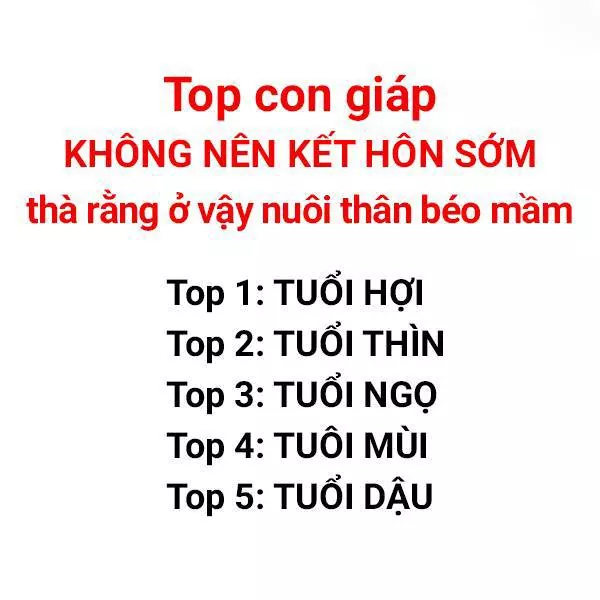 Top con giáp
KHÔNG NÊN KẾT HÔN SỚM
thà rằng ở vậy nuôi thân béo mầm
Top 1: TUỔI HỢI
Top 2: TUỔI THÌN
Top 3: TUỔI NGỌ
Top 4: TUÔI MÙI
Top 5: TUỔI DẬU